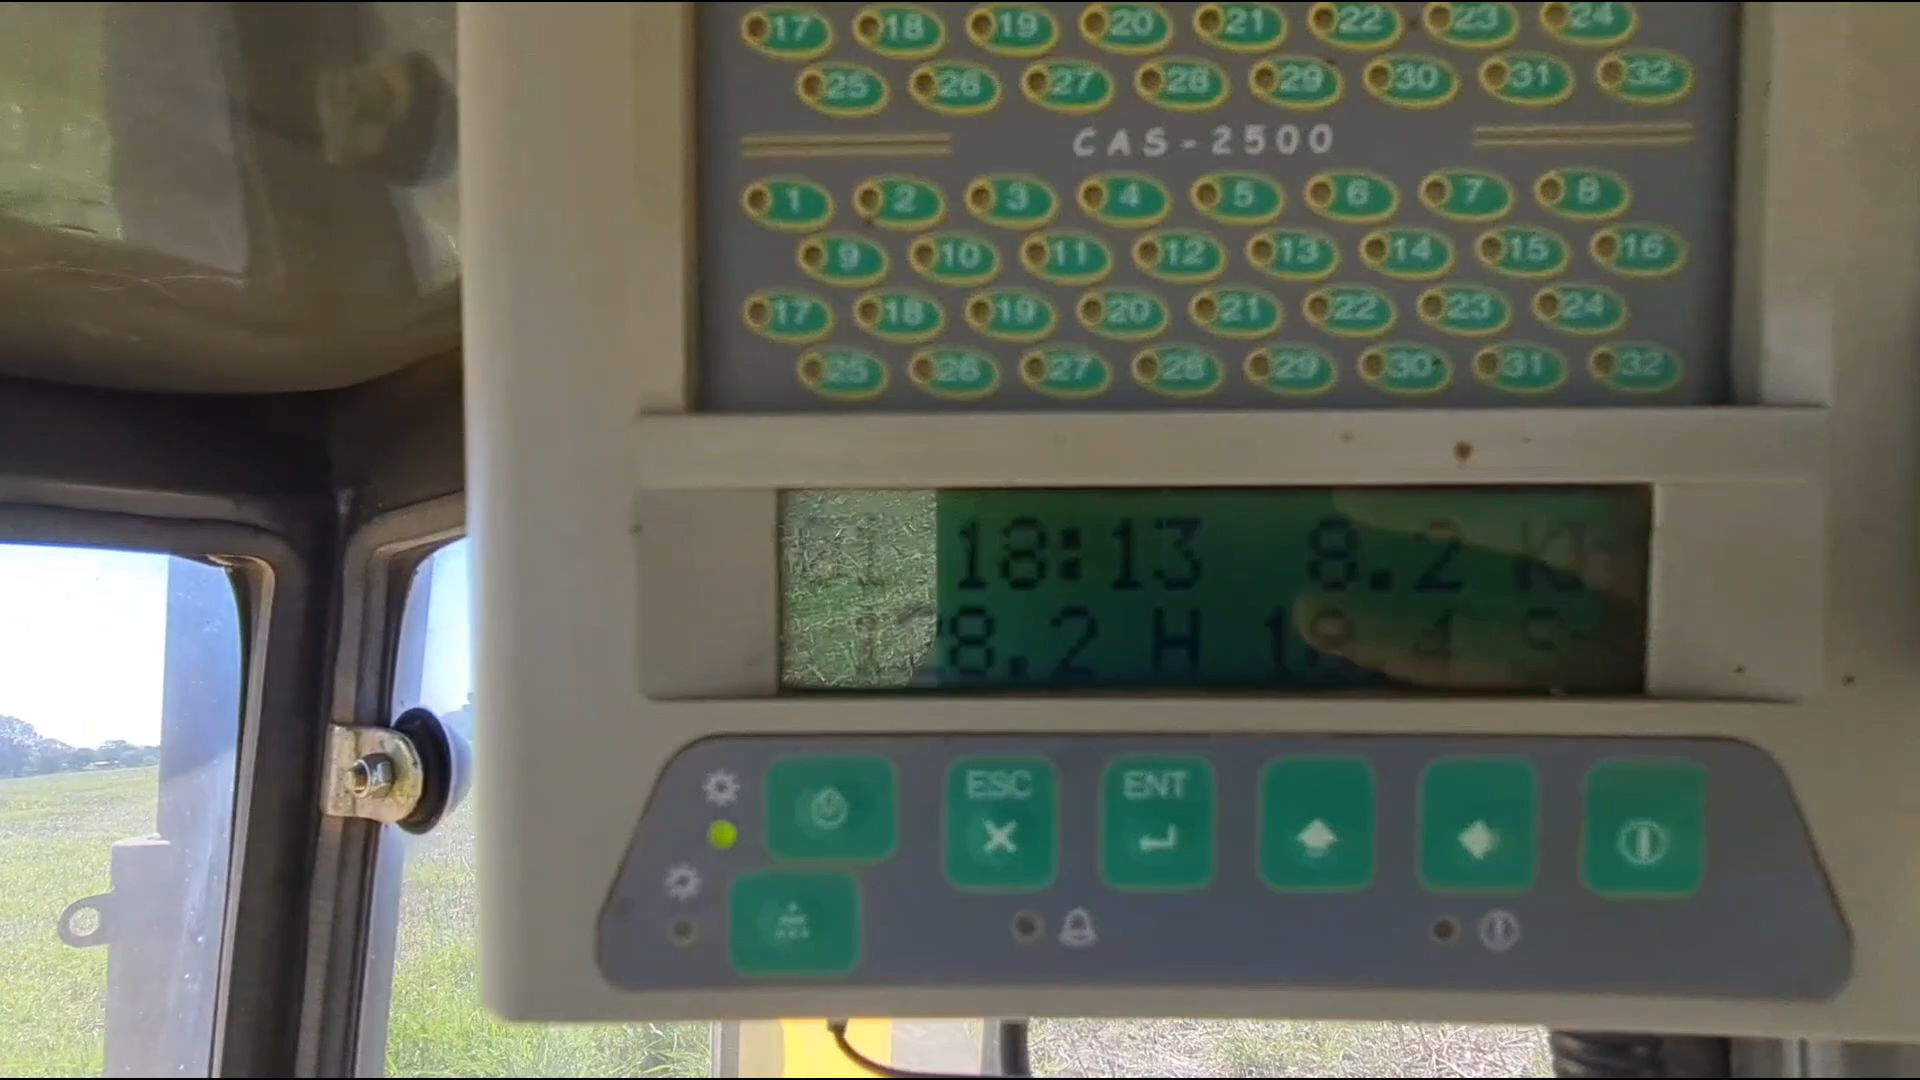 17 18 19 20 21 22 23 24
25 26 27 28 29 30 31 32
CAS-2500
1 2 3 4 5 6 7 8
9 10 11 12 13 14 15 16
17 18 19 20 21 22 23 24
25 26 27 28 29 30 31 32
18:13 8.2
8.2 H
ESC ENT